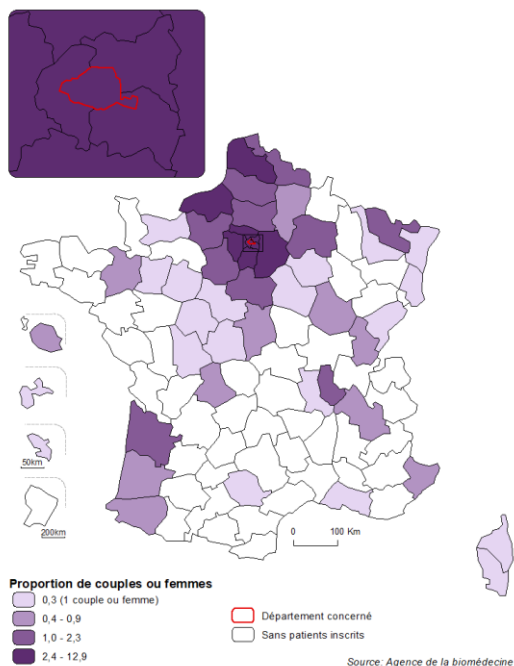 50km
200km
0 100 Km
Proportion de couples ou femmes
0,3 (1 couple ou femme)
0,4 - 0,9
1,0 - 2,3
2,4 - 12,9
Département concerné
Sans patients inscrits
Source: Agence de la biomédecine